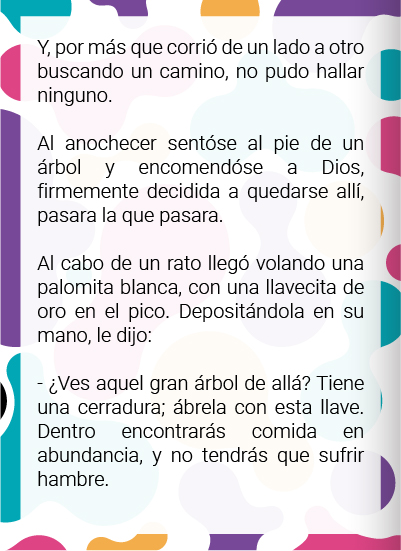 Y, por más que corrió de un lado a otro
buscando un camino, no pudo hallar
ninguno.
Al anochecer sentóse al pie de un
árbol y encomendóse a Dios,
firmemente decidida a quedarse allí,
pasara la que pasara.
Al cabo de un rato llegó volando una
palomita blanca, con una llavecita de
oro en el pico. Depositándola en su
mano, le dijo:
- ¿Ves aquel gran árbol de allá? Tiene
una cerradura; ábrela con esta llave.
Dentro encontrarás comida en
abundancia, y no tendrás que sufrir
hambre.